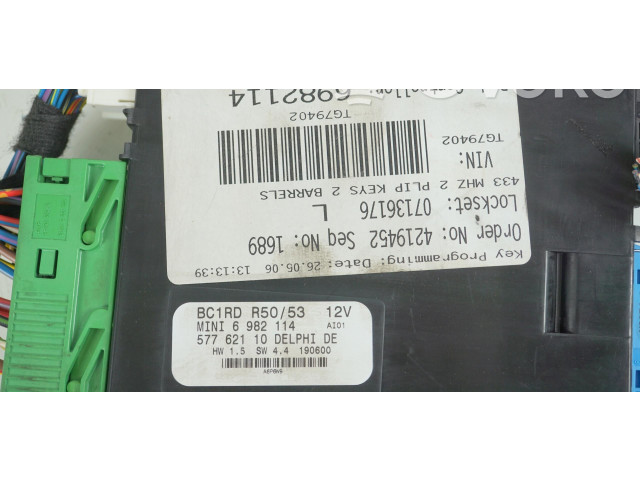 6982114
TG79402
TG79402
VIN:
433 MHZ 2 PLIP KEYS 2 BARRELS
Lockset: 07136176 L
Order No: 4219452 Seq No: 1689
Key Programming: Date: 26.05.06 13:13:39
BC1RD R50/53 12V
MINI 6 982 114 AI01
577 621 10 DELPHI DE
HW 1.5 SW 4.4 190600